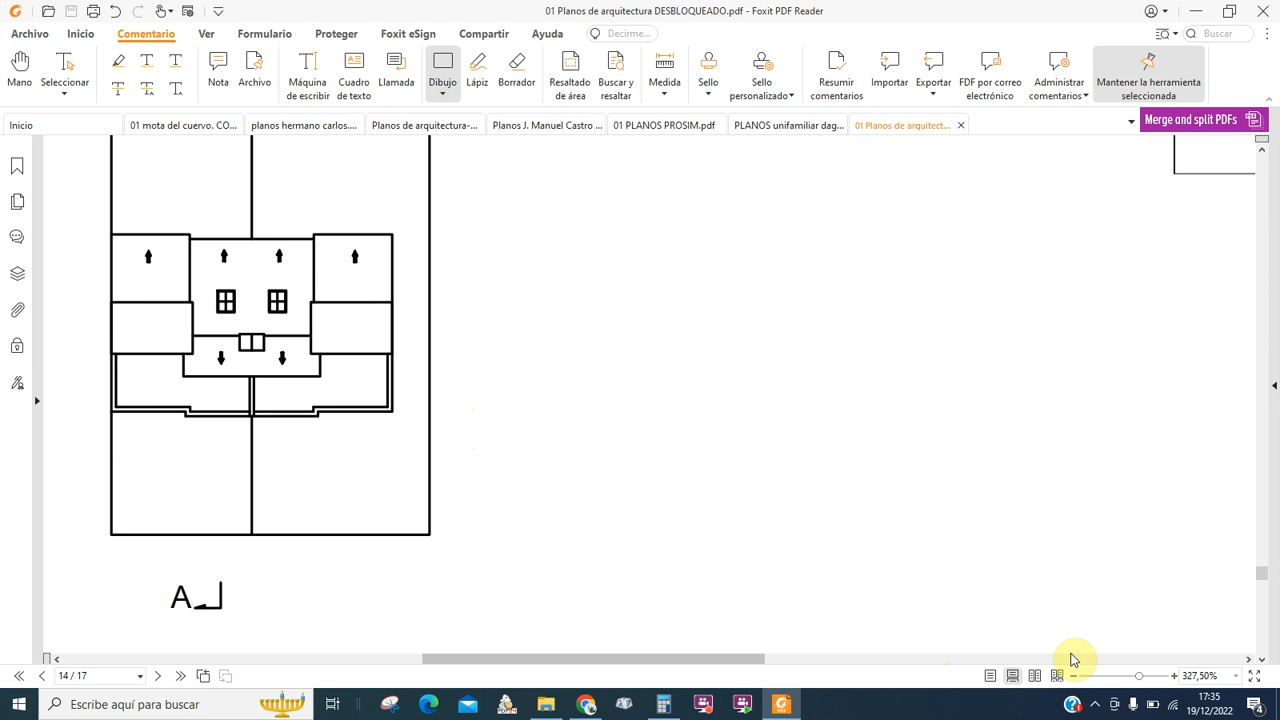 01 Planos de arquitectura DESBLOQUEADO.pdf - Foxit PDF Reader
Archivo Inicio Comentario Ver Formulario Proteger Foxit eSign Compartir Ayuda Decirme... Buscar
Mano Seleccionar Nota Archivo Máquina de escribir Cuadro de texto Llamada Dibujo Lápiz Borrador Resaltado de área Buscar y resaltar Medida Sello Sello personalizado Resumir comentarios Importar Exportar FDF por correo electrónico Administrar comentarios Mantener la herramienta seleccionada
Inicio 01 mota del cuervo. CO... planos hermano carlos.... Planos de arquitectura-... Planos J. Manuel Castro ... 01 PLANOS PROSIM.pdf PLANOS unifamiliar dag... 01 Planos de arquitect... Merge and split PDFs
A
14 / 17 327,50%
Escribe aquí para buscar
17:35
19/12/2022
4